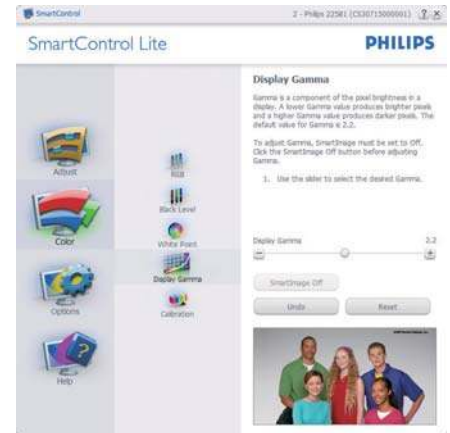 SmartControl
2 - Philips 225B1 (CS30713000001)
? X
SmartControl Lite
PHILIPS
Adjust
Color
Options
Help
RGB
Black Level
White Point
Display Gamma
Calibration
Display Gamma
Gamma is a component of the pixel brightness in a
display. A lower Gamma value produces brighter pixels
and a higher Gamma value produces darker pixels. The
default value for Gamma is 2.2.
To adjust Gamma, SmartImage must be set to Off.
Click the SmartImage Off button before adjusting
Gamma.
1. Use the slider to select the desired Gamma.
Display Gamma
2.2
SmartImage Off
Undo
Reset